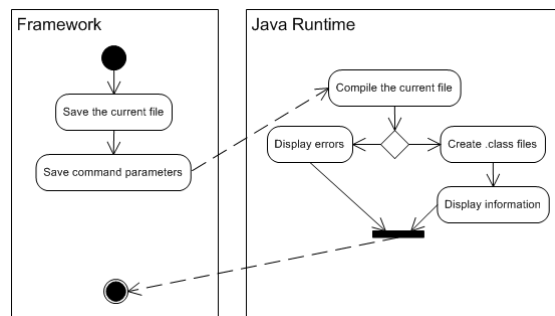 Framework
Save the current file
Save command parameters
Java Runtime
Compile the current file
Display errors
Create .class files
Display information